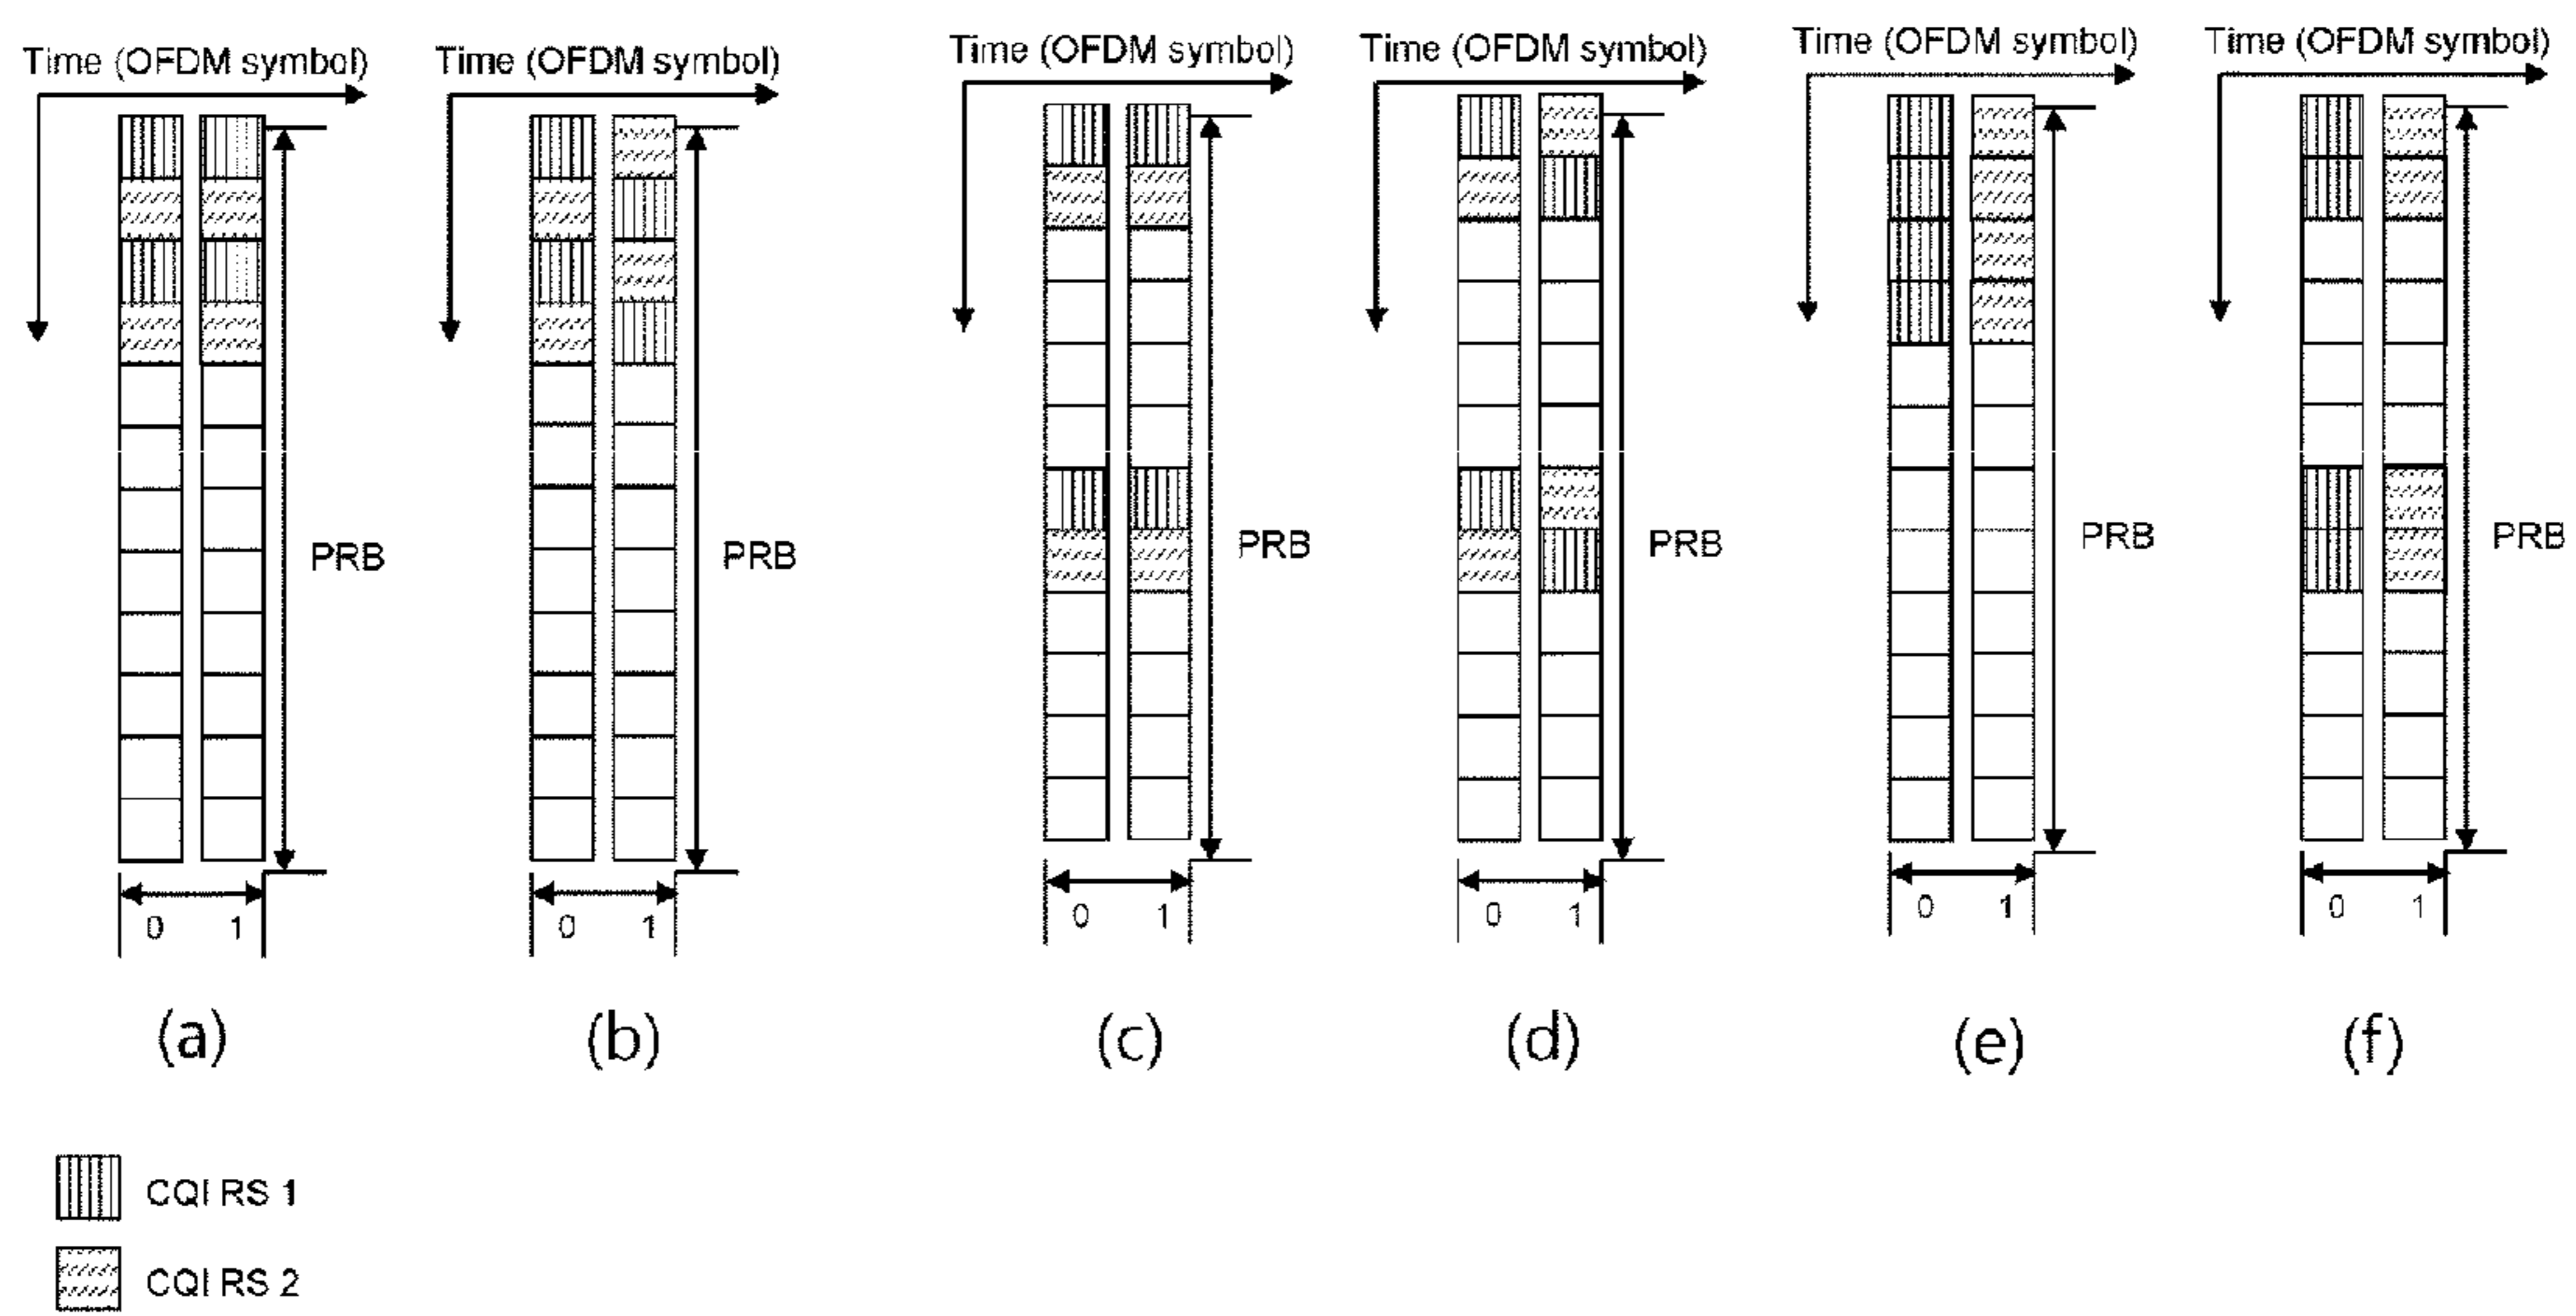 Time (OFDM symbol)
Time (OFDM symbol)
Time (OFDM symbol)
Time (OFDM symbol)
Time (OFDM symbol)
Time (OFDM symbol)
PRB
PRB
PRB
PRB
PRB
PRB
0 1
0 1
0 1
0 1
0 1
0 1
(a)
(b)
(c)
(d)
(e)
(f)
CQI RS 1
CQI RS 2